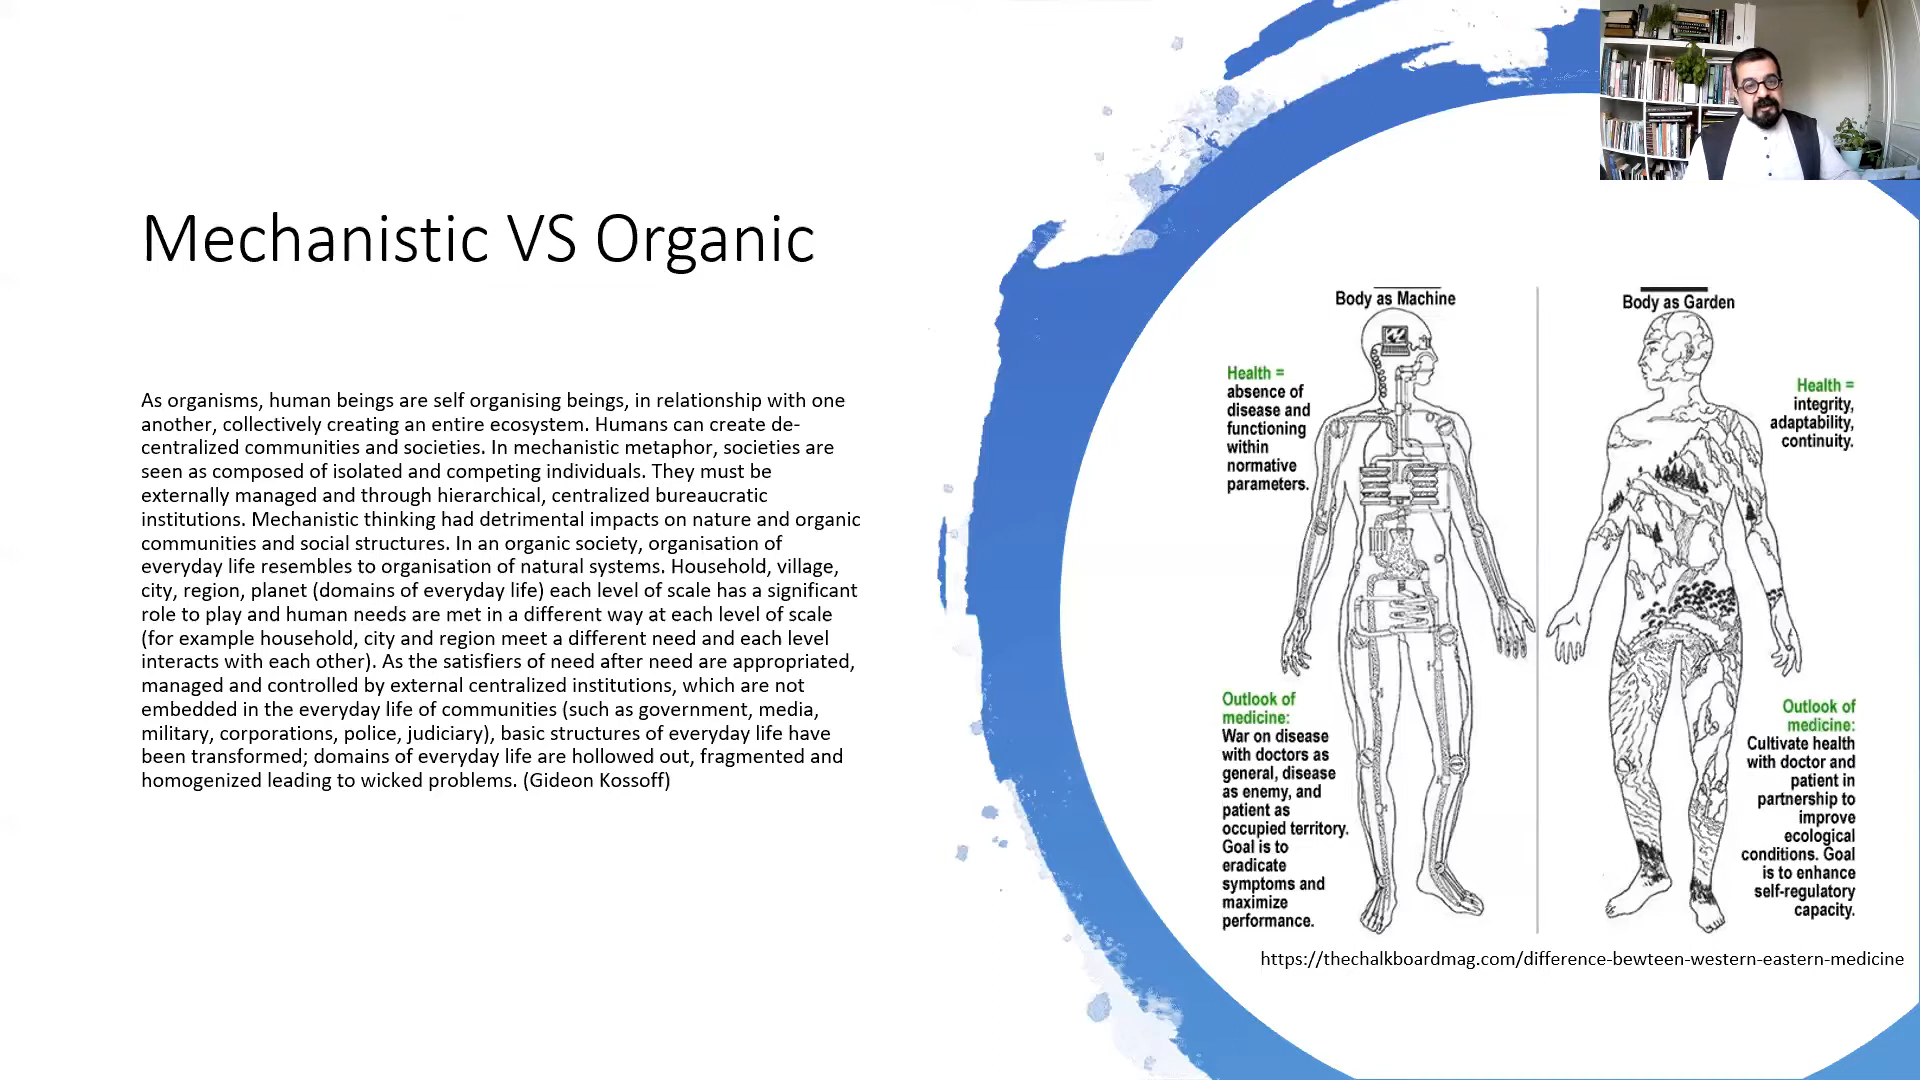 Mechanistic VS Organic
As organisms, human beings are self organising beings, in relationship with one
another, collectively creating an entire ecosystem. Humans can create de-
centralized communities and societies. In mechanistic metaphor, societies are
seen as composed of isolated and competing individuals. They must be
externally managed and through hierarchical, centralized bureaucratic
institutions. Mechanistic thinking had detrimental impacts on nature and organic
communities and social structures. In an organic society, organisation of
everyday life resembles to organisation of natural systems. Household, village,
city, region, planet (domains of everyday life) each level of scale has a significant
role to play and human needs are met in a different way at each level of scale
(for example household, city and region meet a different need and each level
interacts with each other). As the satisfiers of need after need are appropriated,
managed and controlled by external centralized institutions, which are not
embedded in the everyday life of communities (such as government, media,
military, corporations, police, judiciary), basic structures of everyday life have
been transformed; domains of everyday life are hollowed out, fragmented and
homogenized leading to wicked problems. (Gideon Kossoff)
Body as Machine
Health =
absence of
disease and
functioning
within
normative
parameters.
Outlook of
medicine:
War on disease
with doctors as
general, disease
as enemy, and
patient as
occupied territory.
Goal is to
eradicate
symptoms and
maximize
performance.
Body as Garden
Health =
integrity,
adaptability,
continuity.
Outlook of
medicine:
Cultivate health
with doctor and
patient in
partnership to
improve
ecological
conditions. Goal
is to enhance
self-regulatory
capacity.
https://thechalkboardmag.com/difference-bewteen-western-eastern-medicine